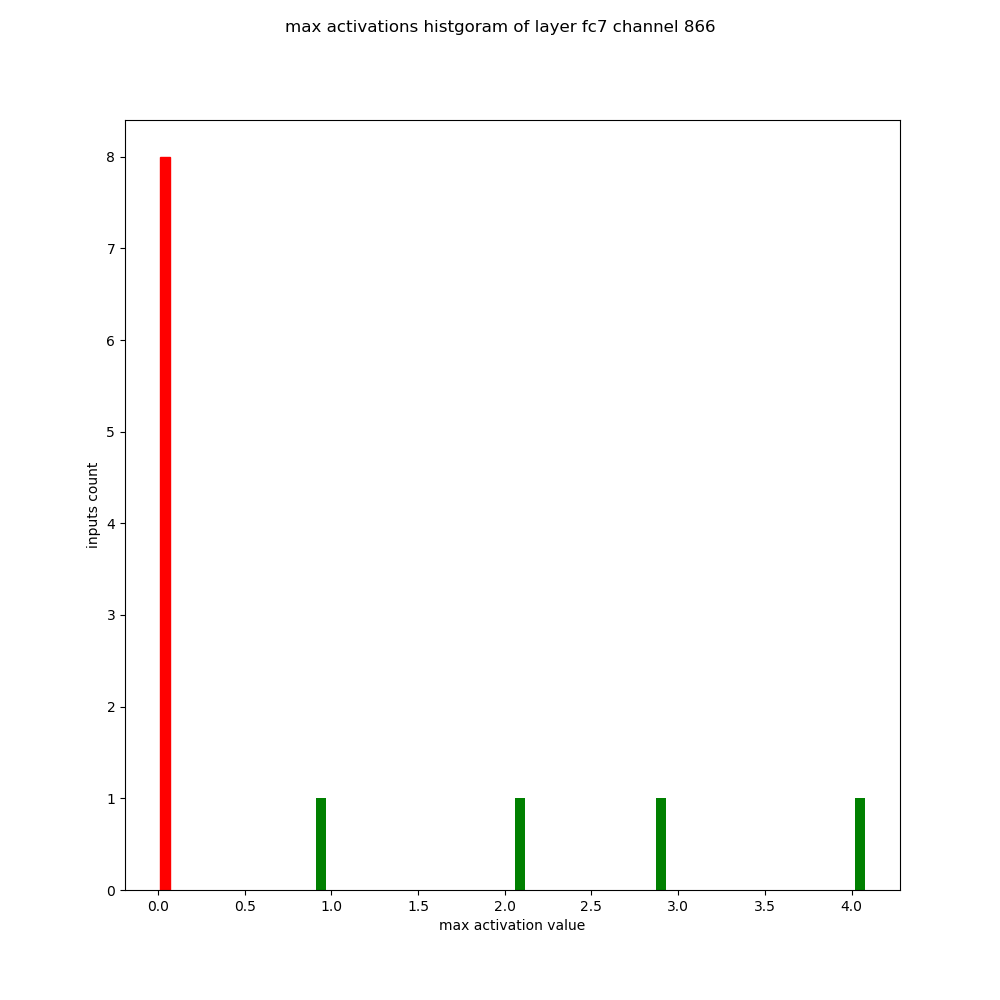 max activations histgoram of layer fc7 channel 866
8
7
6
5
4
3
2
1
0
inputs count
0.0 0.5 1.0 1.5 2.0 2.5 3.0 3.5 4.0
max activation value